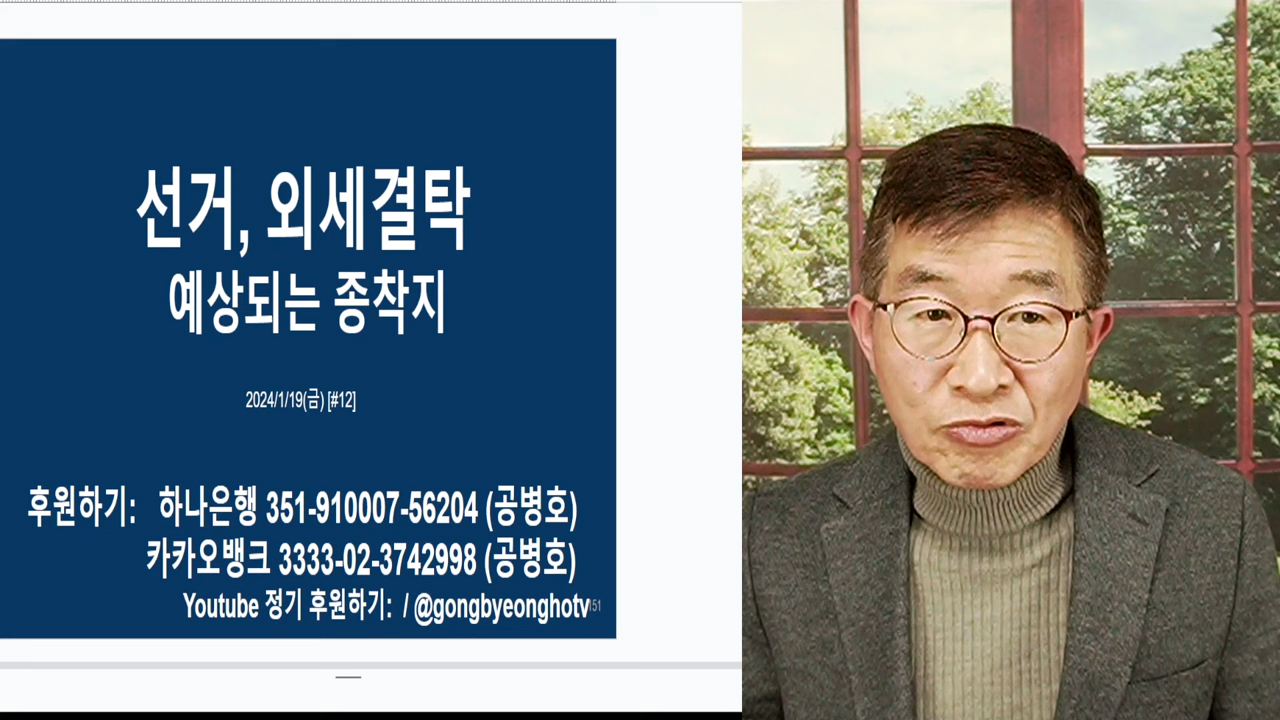 선거, 외세결탁
예상되는 종착지
2024/1/19(금) [#12]
후원하기: 하나은행 351-910007-56204 (공병호)
카카오뱅크 3333-02-3742998 (공병호)
Youtube 정기 후원하기: / @gongbyeonghotv
151